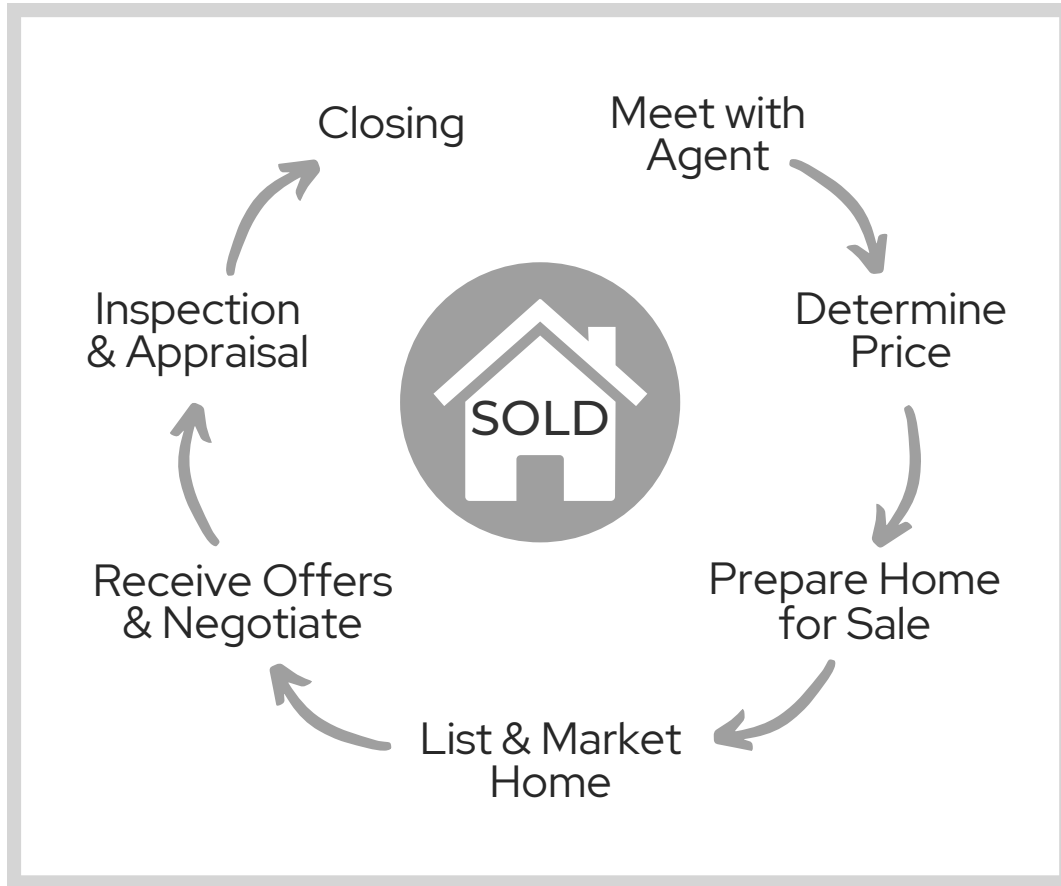 Meet with
Agent
Determine
Price
Prepare Home
for Sale
List & Market
Home
Receive Offers
& Negotiate
Inspection
& Appraisal
Closing
SOLD